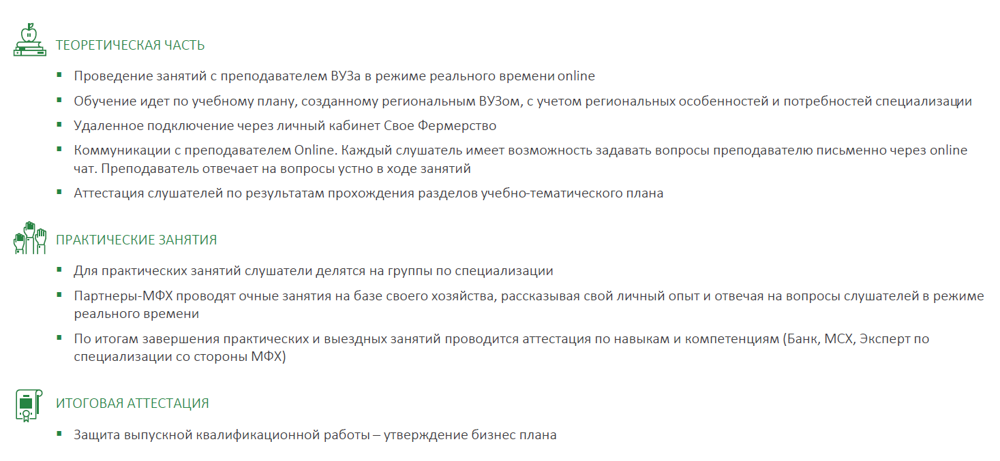 ТЕОРЕТИЧЕСКАЯ ЧАСТЬ
▪ Проведение занятий с преподавателем ВУЗа в режиме реального времени online
▪ Обучение идет по учебному плану, созданному региональным ВУЗом, с учетом региональных особенностей и потребностей специализации
▪ Удаленное подключение через личный кабинет Свое Фермерство
▪ Коммуникации с преподавателем Online. Каждый слушатель имеет возможность задавать вопросы преподавателю письменно через online
чат. Преподаватель отвечает на вопросы устно в ходе занятий
▪ Аттестация слушателей по результатам прохождения разделов учебно-тематического плана
ПРАКТИЧЕСКИЕ ЗАНЯТИЯ
▪ Для практических занятий слушатели делятся на группы по специализации
▪ Партнеры-МФХ проводят очные занятия на базе своего хозяйства, рассказывая свой личный опыт и отвечая на вопросы слушателей в режиме
реального времени
▪ По итогам завершения практических и выездных занятий проводится аттестация по навыкам и компетенциям (Банк, МСХ, Эксперт по
специализации со стороны МФХ)
ИТОГОВАЯ АТТЕСТАЦИЯ
▪ Защита выпускной квалификационной работы – утверждение бизнес плана